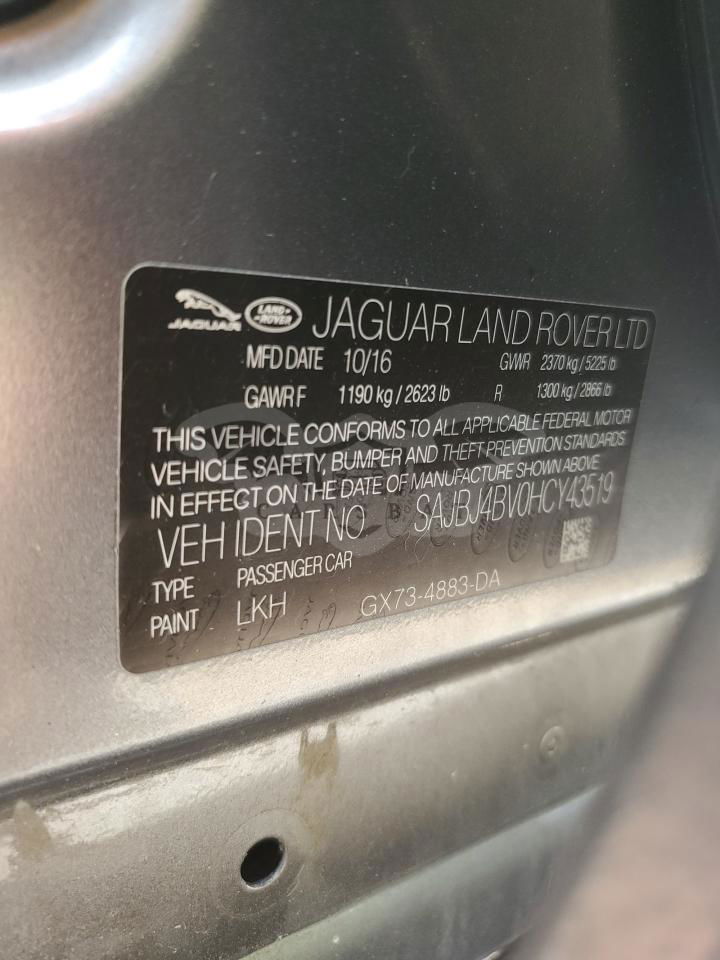 JAGUAR LAND ROVER JAGUAR LAND ROVER LTD
MFD DATE 10/16 GVWR 2370 kg / 5225 lb
GAWR F 1190 kg / 2623 lb R 1300 kg / 2866 lb
THIS VEHICLE CONFORMS TO ALL APPLICABLE FEDERAL MOTOR
VEHICLE SAFETY, BUMPER AND THEFT PREVENTION STANDARDS
IN EFFECT ON THE DATE OF MANUFACTURE SHOWN ABOVE
VEH IDENT NO SAJBJ4BV0HCY43519
TYPE PASSENGER CAR
PAINT LKH GX73-4883-DA